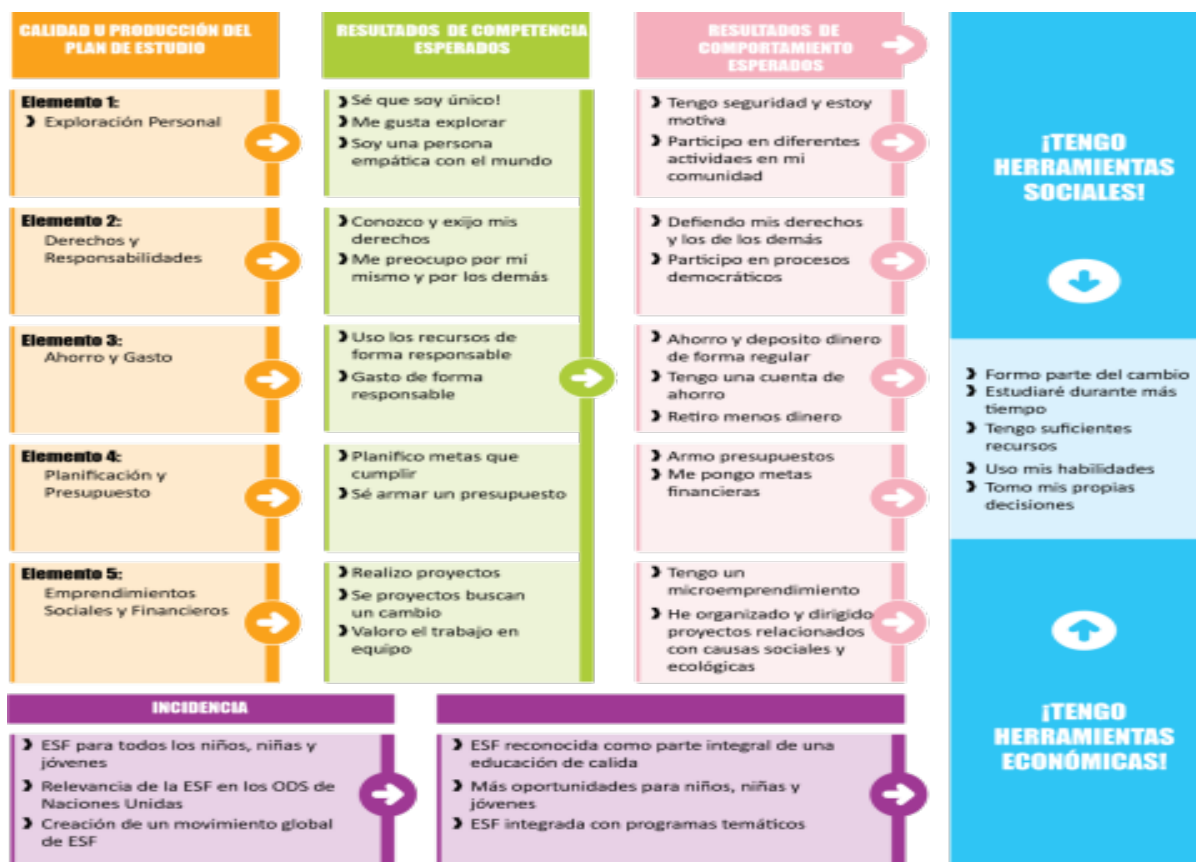 CALIDAD U PRODUCCIÓN DEL
PLAN DE ESTUDIO
RESULTADOS DE COMPETENCIA
ESPERADOS
RESULTADOS DE
COMPORTAMIENTO
ESPERADOS
Elemento 1:
Exploración Personal
Sé que soy único!
Me gusta explorar
Soy una persona
empática con el mundo
Tengo seguridad y estoy
motiva
Participo en diferentes
actividaes en mi
comunidad
Elemento 2:
Derechos y
Responsabilidades
Conozco y exijo mis
derechos
Me preocupo por mi
mismo y por los demás
Defiendo mis derechos
y los de los demás
Participo en procesos
democráticos
Elemento 3:
Ahorro y Gasto
Uso los recursos de
forma responsable
Gasto de forma
responsable
Ahorro y deposito dinero
de forma regular
Tengo una cuenta de
ahorro
Retiro menos dinero
Elemento 4:
Planificación y
Presupuesto
Planifico metas que
cumplir
Sé armar un presupuesto
Armo presupuestos
Me pongo metas
financieras
Elemento 5:
Emprendimientos
Sociales y Financieros
Realizo proyectos
Se proyectos buscan
un cambio
Valoro el trabajo en
equipo
Tengo un
microemprendimiento
He organizado y dirigido
proyectos relacionados
con causas sociales y
ecológicas
¡TENGO
HERRAMIENTAS
SOCIALES!
Formo parte del cambio
Estudiaré durante más
tiempo
Tengo suficientes
recursos
Uso mis habilidades
Tomo mis propias
decisiones
¡TENGO
HERRAMIENTAS
ECONÓMICAS!
INCIDENCIA
ESF para todos los niños, niñas y
jóvenes
Relevancia de la ESF en los ODS de
Naciones Unidas
Creación de un movimiento global
de ESF
ESF reconocida como parte integral de una
educación de calida
Más oportunidades para niños, niñas y
jóvenes
ESF integrada con programas temáticos